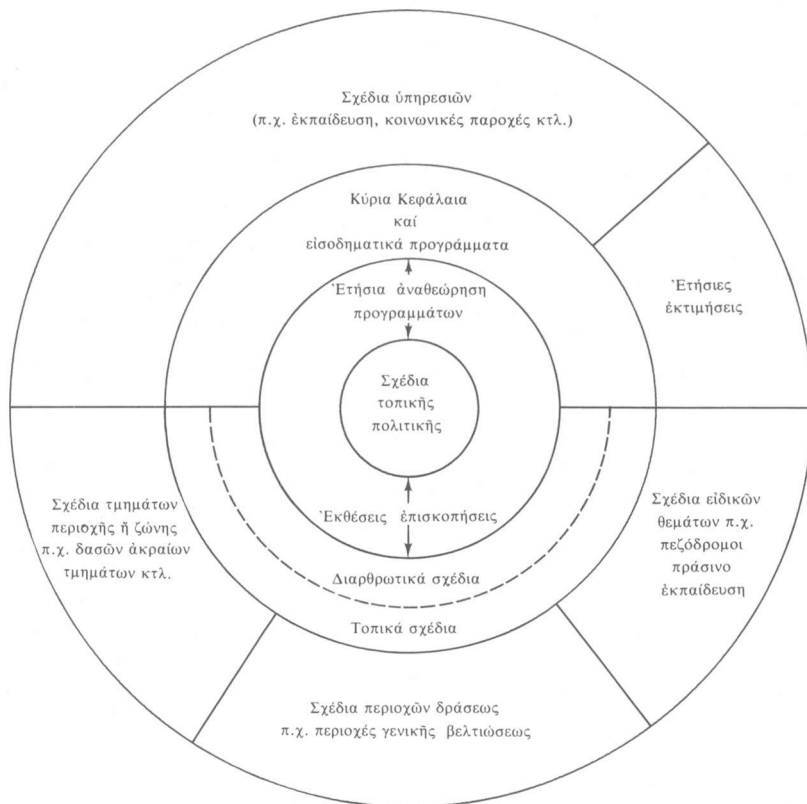 Σχέδια ὑπηρεσιῶν
(π.χ. ἐκπαίδευση, κοινωνικές παροχές κτλ.)
Κύρια Κεφάλαια
καί
εἰσοδηματικά προγράμματα
Ἐτήσιες
ἐκτιμήσεις
Ἐτήσια ἀναθεώρηση
προγραμμάτων
Σχέδια
τοπικῆς
πολιτικῆς
Σχέδια τμημάτων
περιοχῆς ἤ ζώνης
π.χ. δασῶν ἀκραίων
τμημάτων κτλ.
Ἐκθέσεις ἐπισκοπήσεις
Σχέδια εἰδικῶν
θεμάτων π.χ.
πεζόδρομοι
πράσινο
ἐκπαίδευση
Διαρθρωτικά σχέδια
Τοπικά σχέδια
Σχέδια περιοχῶν δράσεως
π.χ. περιοχές γενικῆς βελτιώσεως